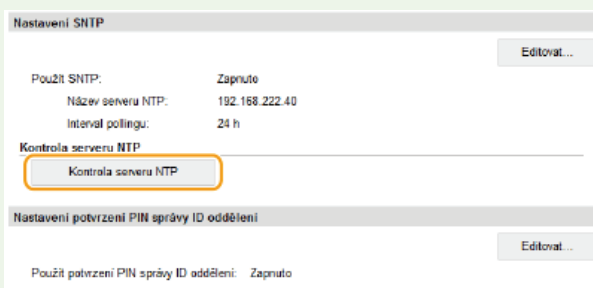 Nastavení SNTP
Editovat...
Použít SNTP: Zapnuto
Název serveru NTP: 192.168.222.40
Interval pollingu: 24 h
Kontrola serveru NTP
Kontrola serveru NTP
Nastavení potvrzení PIN správy ID oddělení
Editovat...
Použít potvrzení PIN správy ID oddělení: Zapnuto